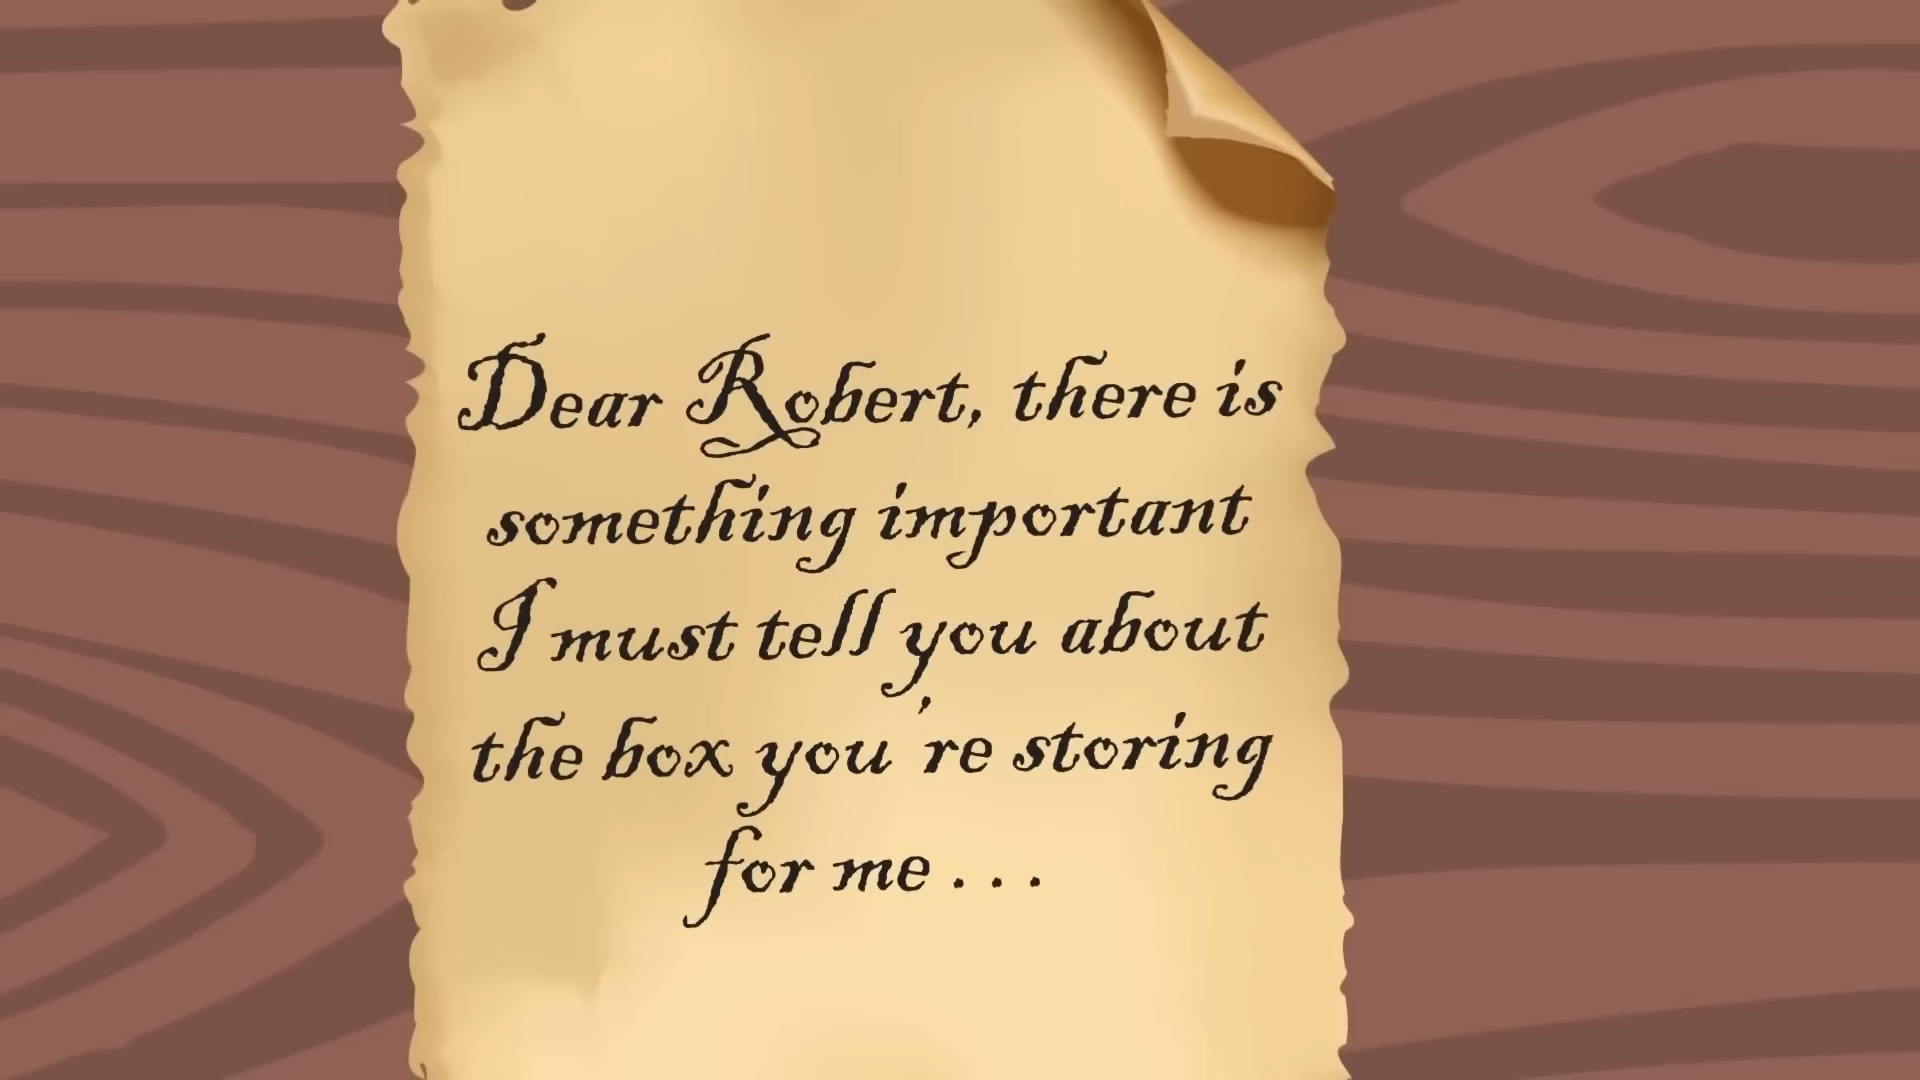 Dear Robert, there is
something important
I must tell you about
the box you're storing
for me . . .